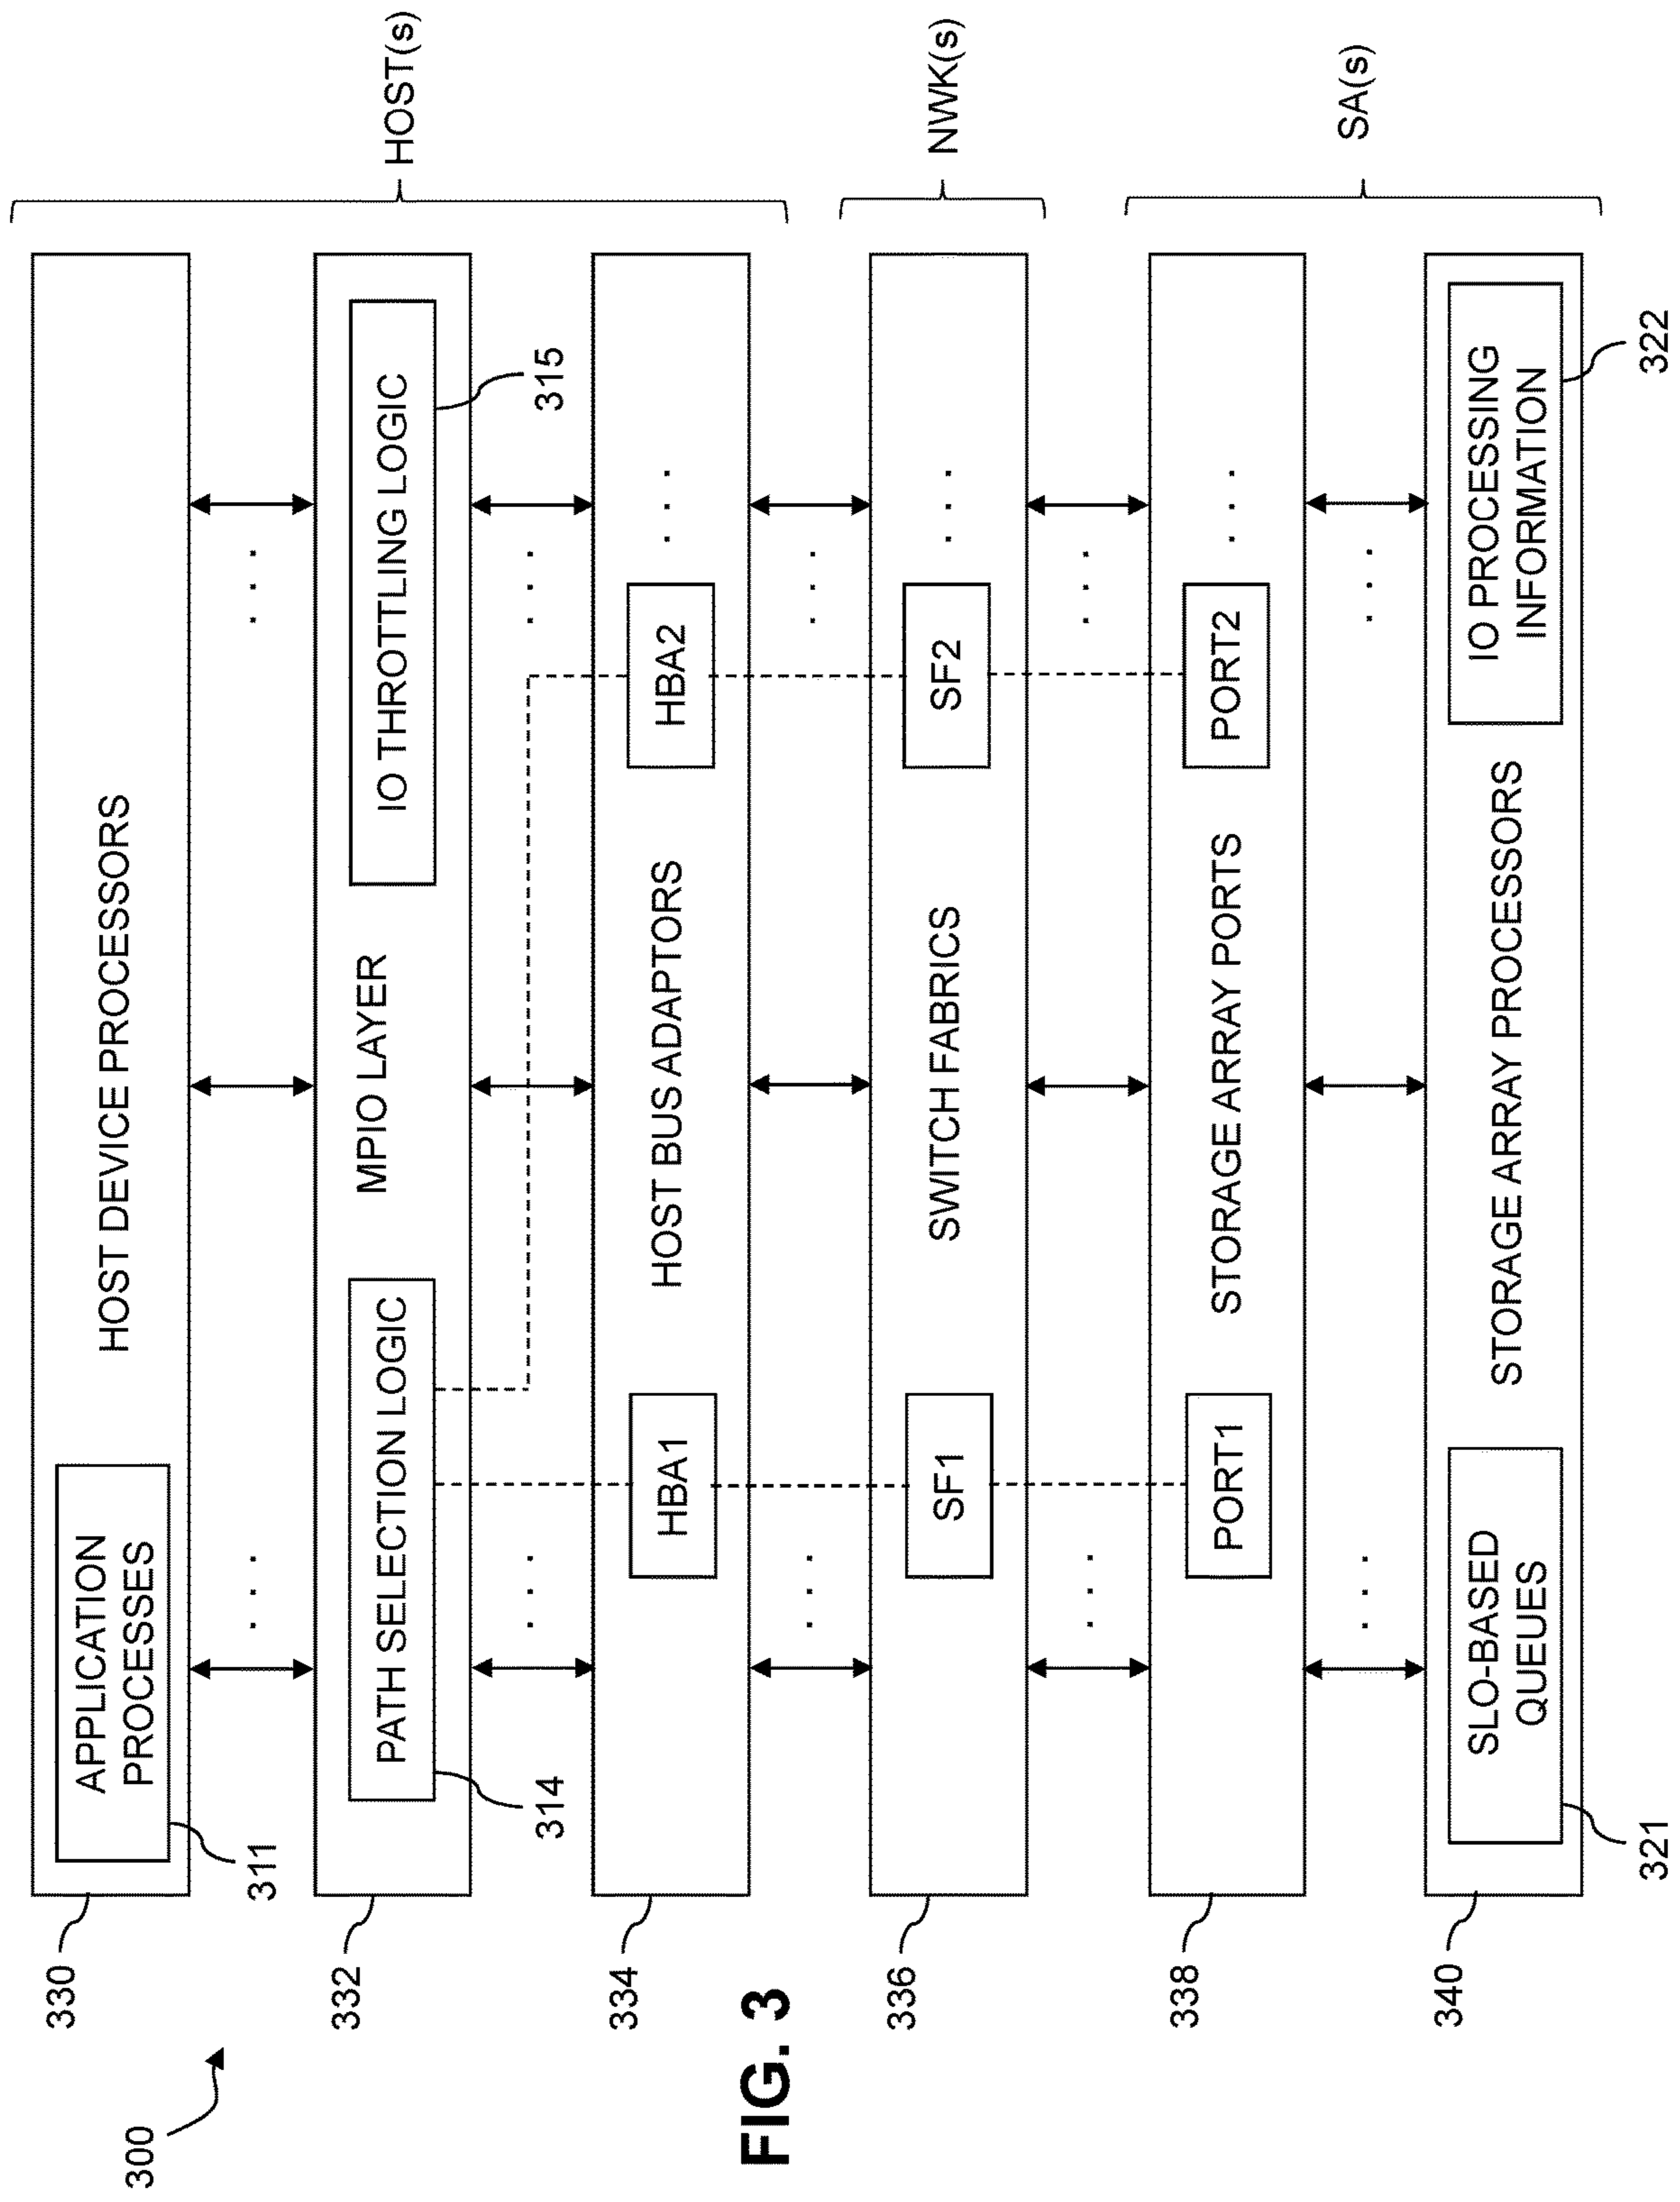 300
330
APPLICATION
PROCESSES
311
HOST DEVICE PROCESSORS
HOST(s)
332
PATH SELECTION LOGIC
314
MPIO LAYER
IO THROTTLING LOGIC
315
334
HBA1
HOST BUS ADAPTORS
HBA2
. . .
336
SF1
SWITCH FABRICS
SF2
. . .
NWK(s)
338
PORT1
STORAGE ARRAY PORTS
PORT2
. . .
SA(s)
340
SLO-BASED
QUEUES
321
STORAGE ARRAY PROCESSORS
IO PROCESSING
INFORMATION
322
FIG. 3